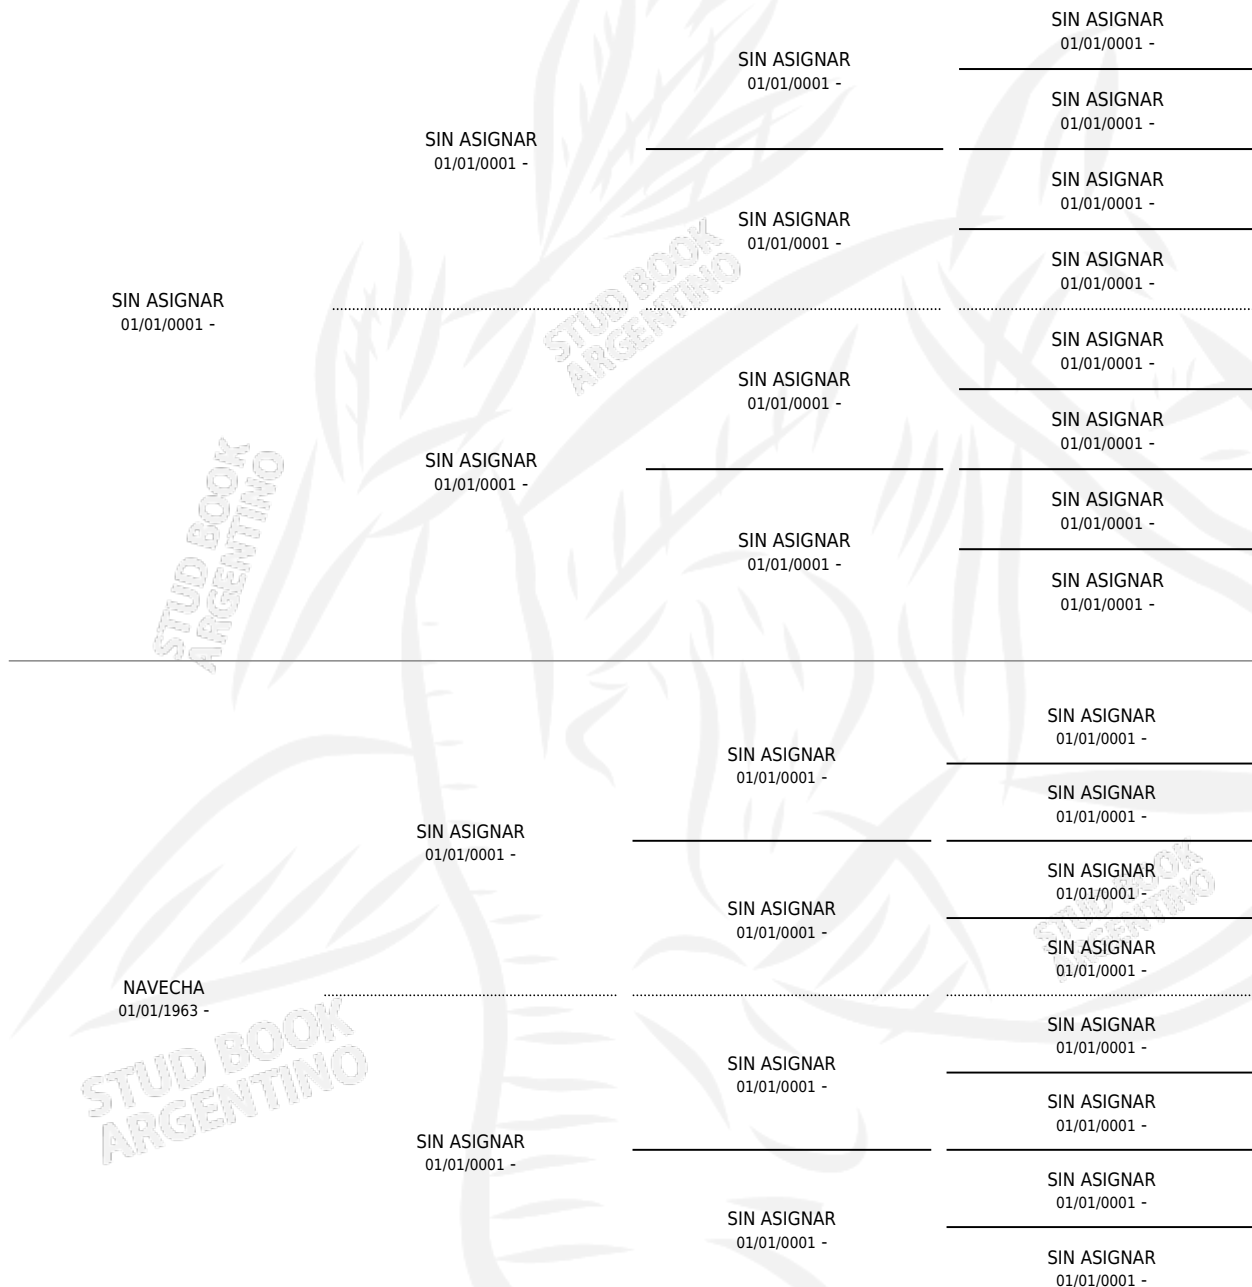 SIN ASIGNAR
01/01/0001 -
SIN ASIGNAR
01/01/0001 -
SIN ASIGNAR
01/01/0001 -
SIN ASIGNAR
01/01/0001 -
SIN ASIGNAR
01/01/0001 -
SIN ASIGNAR
01/01/0001 -
SIN ASIGNAR
01/01/0001 -
STUD BOOK
ARGENTINO
SIN ASIGNAR
01/01/0001 -
SIN ASIGNAR
01/01/0001 -
SIN ASIGNAR
01/01/0001 -
SIN ASIGNAR
01/01/0001 -
SIN ASIGNAR
01/01/0001 -
SIN ASIGNAR
01/01/0001 -
STUD BOOK
ARGENTINO
SIN ASIGNAR
01/01/0001 -
SIN ASIGNAR
01/01/0001 -
SIN ASIGNAR
01/01/0001 -
SIN ASIGNAR
01/01/0001 -
SIN ASIGNAR
01/01/0001 -
SIN ASIGNAR
01/01/0001 -
SIN ASIGNAR
01/01/0001 -
SIN ASIGNAR
01/01/0001 -
STUD BOOK
ARGENTINO
SIN ASIGNAR
01/01/0001 -
SIN ASIGNAR
01/01/0001 -
NAVECHA
01/01/1963 -
STUD BOOK
ARGENTINO
SIN ASIGNAR
01/01/0001 -
SIN ASIGNAR
01/01/0001 -
SIN ASIGNAR
01/01/0001 -
SIN ASIGNAR
01/01/0001 -
SIN ASIGNAR
01/01/0001 -
SIN ASIGNAR
01/01/0001 -
SIN ASIGNAR
01/01/0001 -